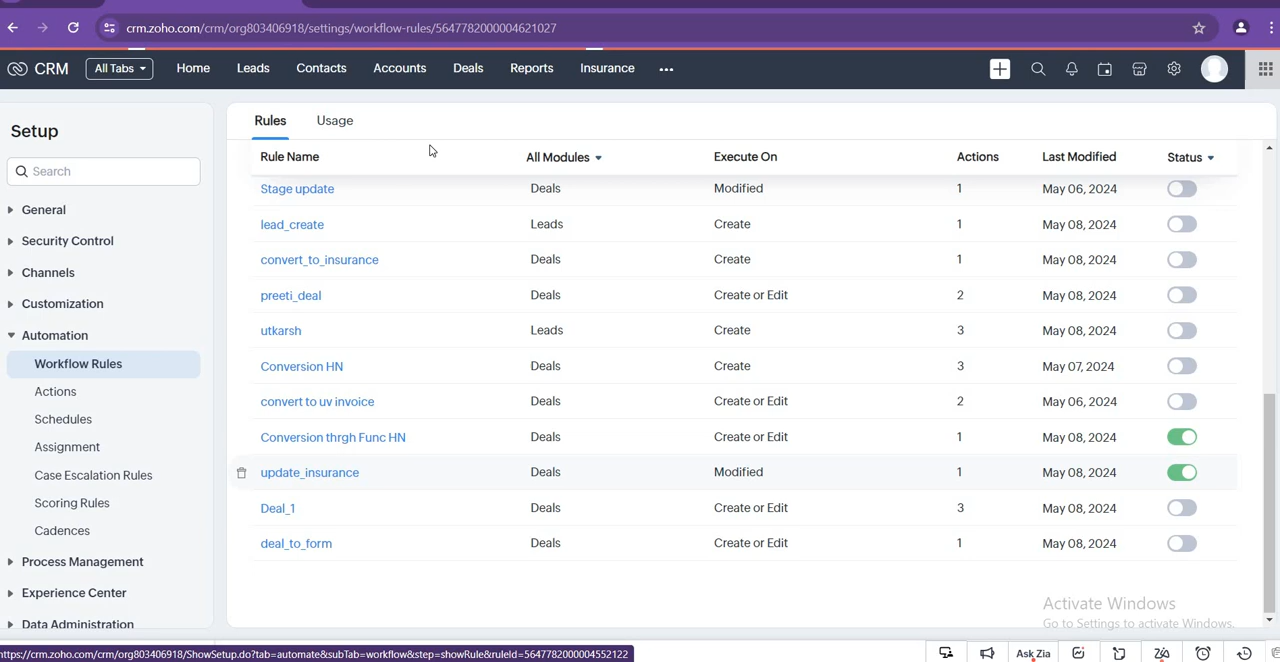 crm.zoho.com/crm/org803406918/settings/workflow-rules/5647782000004621027
CRM All Tabs Home Leads Contacts Accounts Deals Reports Insurance ...
Setup
Search
General
Security Control
Channels
Customization
Automation
Workflow Rules
Actions
Schedules
Assignment
Case Escalation Rules
Scoring Rules
Cadences
Process Management
Experience Center
Data Administration
Rules Usage
Rule Name All Modules Execute On Actions Last Modified Status
Stage update Deals Modified 1 May 06, 2024
lead_create Leads Create 1 May 08, 2024
convert_to_insurance Deals Create 1 May 08, 2024
preeti_deal Deals Create or Edit 2 May 08, 2024
utkarsh Leads Create 3 May 08, 2024
Conversion HN Deals Create 3 May 07, 2024
convert to uv invoice Deals Create or Edit 2 May 06, 2024
Conversion thrgh Func HN Deals Create or Edit 1 May 08, 2024
update_insurance Deals Modified 1 May 08, 2024
Deal_1 Deals Create or Edit 3 May 08, 2024
deal_to_form Deals Create or Edit 1 May 08, 2024
Activate Windows
Go to Settings to activate Windows.
https://crm.zoho.com/crm/org803406918/ShowSetup.do?tab=automate&subTab=workflow&step=showRule&ruleId=5647782000004552122
Ask Zia